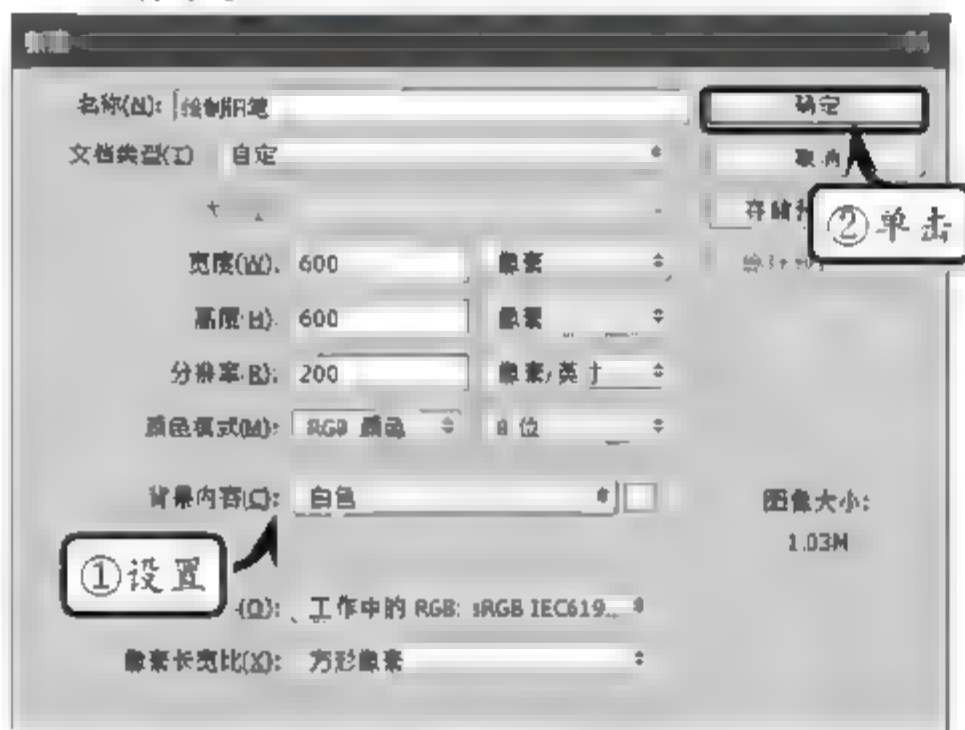 名称(N): 绘制钢笔
确定
文档类型(T) 自定
取消
②单击
宽度(W): 600 像素
高度(H): 600 像素
分辨率(R): 200 像素/英寸
颜色模式(M): RGB 颜色 8 位
背景内容(C): 白色
图像大小:
1.03M
①设置
(O): 工作中的 RGB: sRGB IEC619...
像素长宽比(X): 方形像素